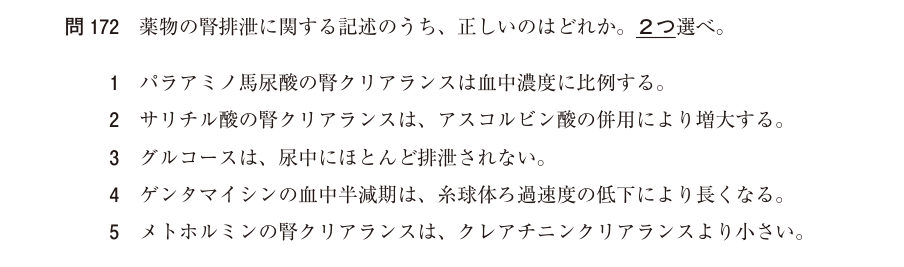 問 172 薬物の腎排泄に関する記述のうち、正しいのはどれか。２つ選べ。
1 パラアミノ馬尿酸の腎クリアランスは血中濃度に比例する。
2 サリチル酸の腎クリアランスは、アスコルビン酸の併用により増大する。
3 グルコースは、尿中にほとんど排泄されない。
4 ゲンタマイシンの血中半減期は、糸球体ろ過速度の低下により長くなる。
5 メトホルミンの腎クリアランスは、クレアチニンクリアランスより小さい。